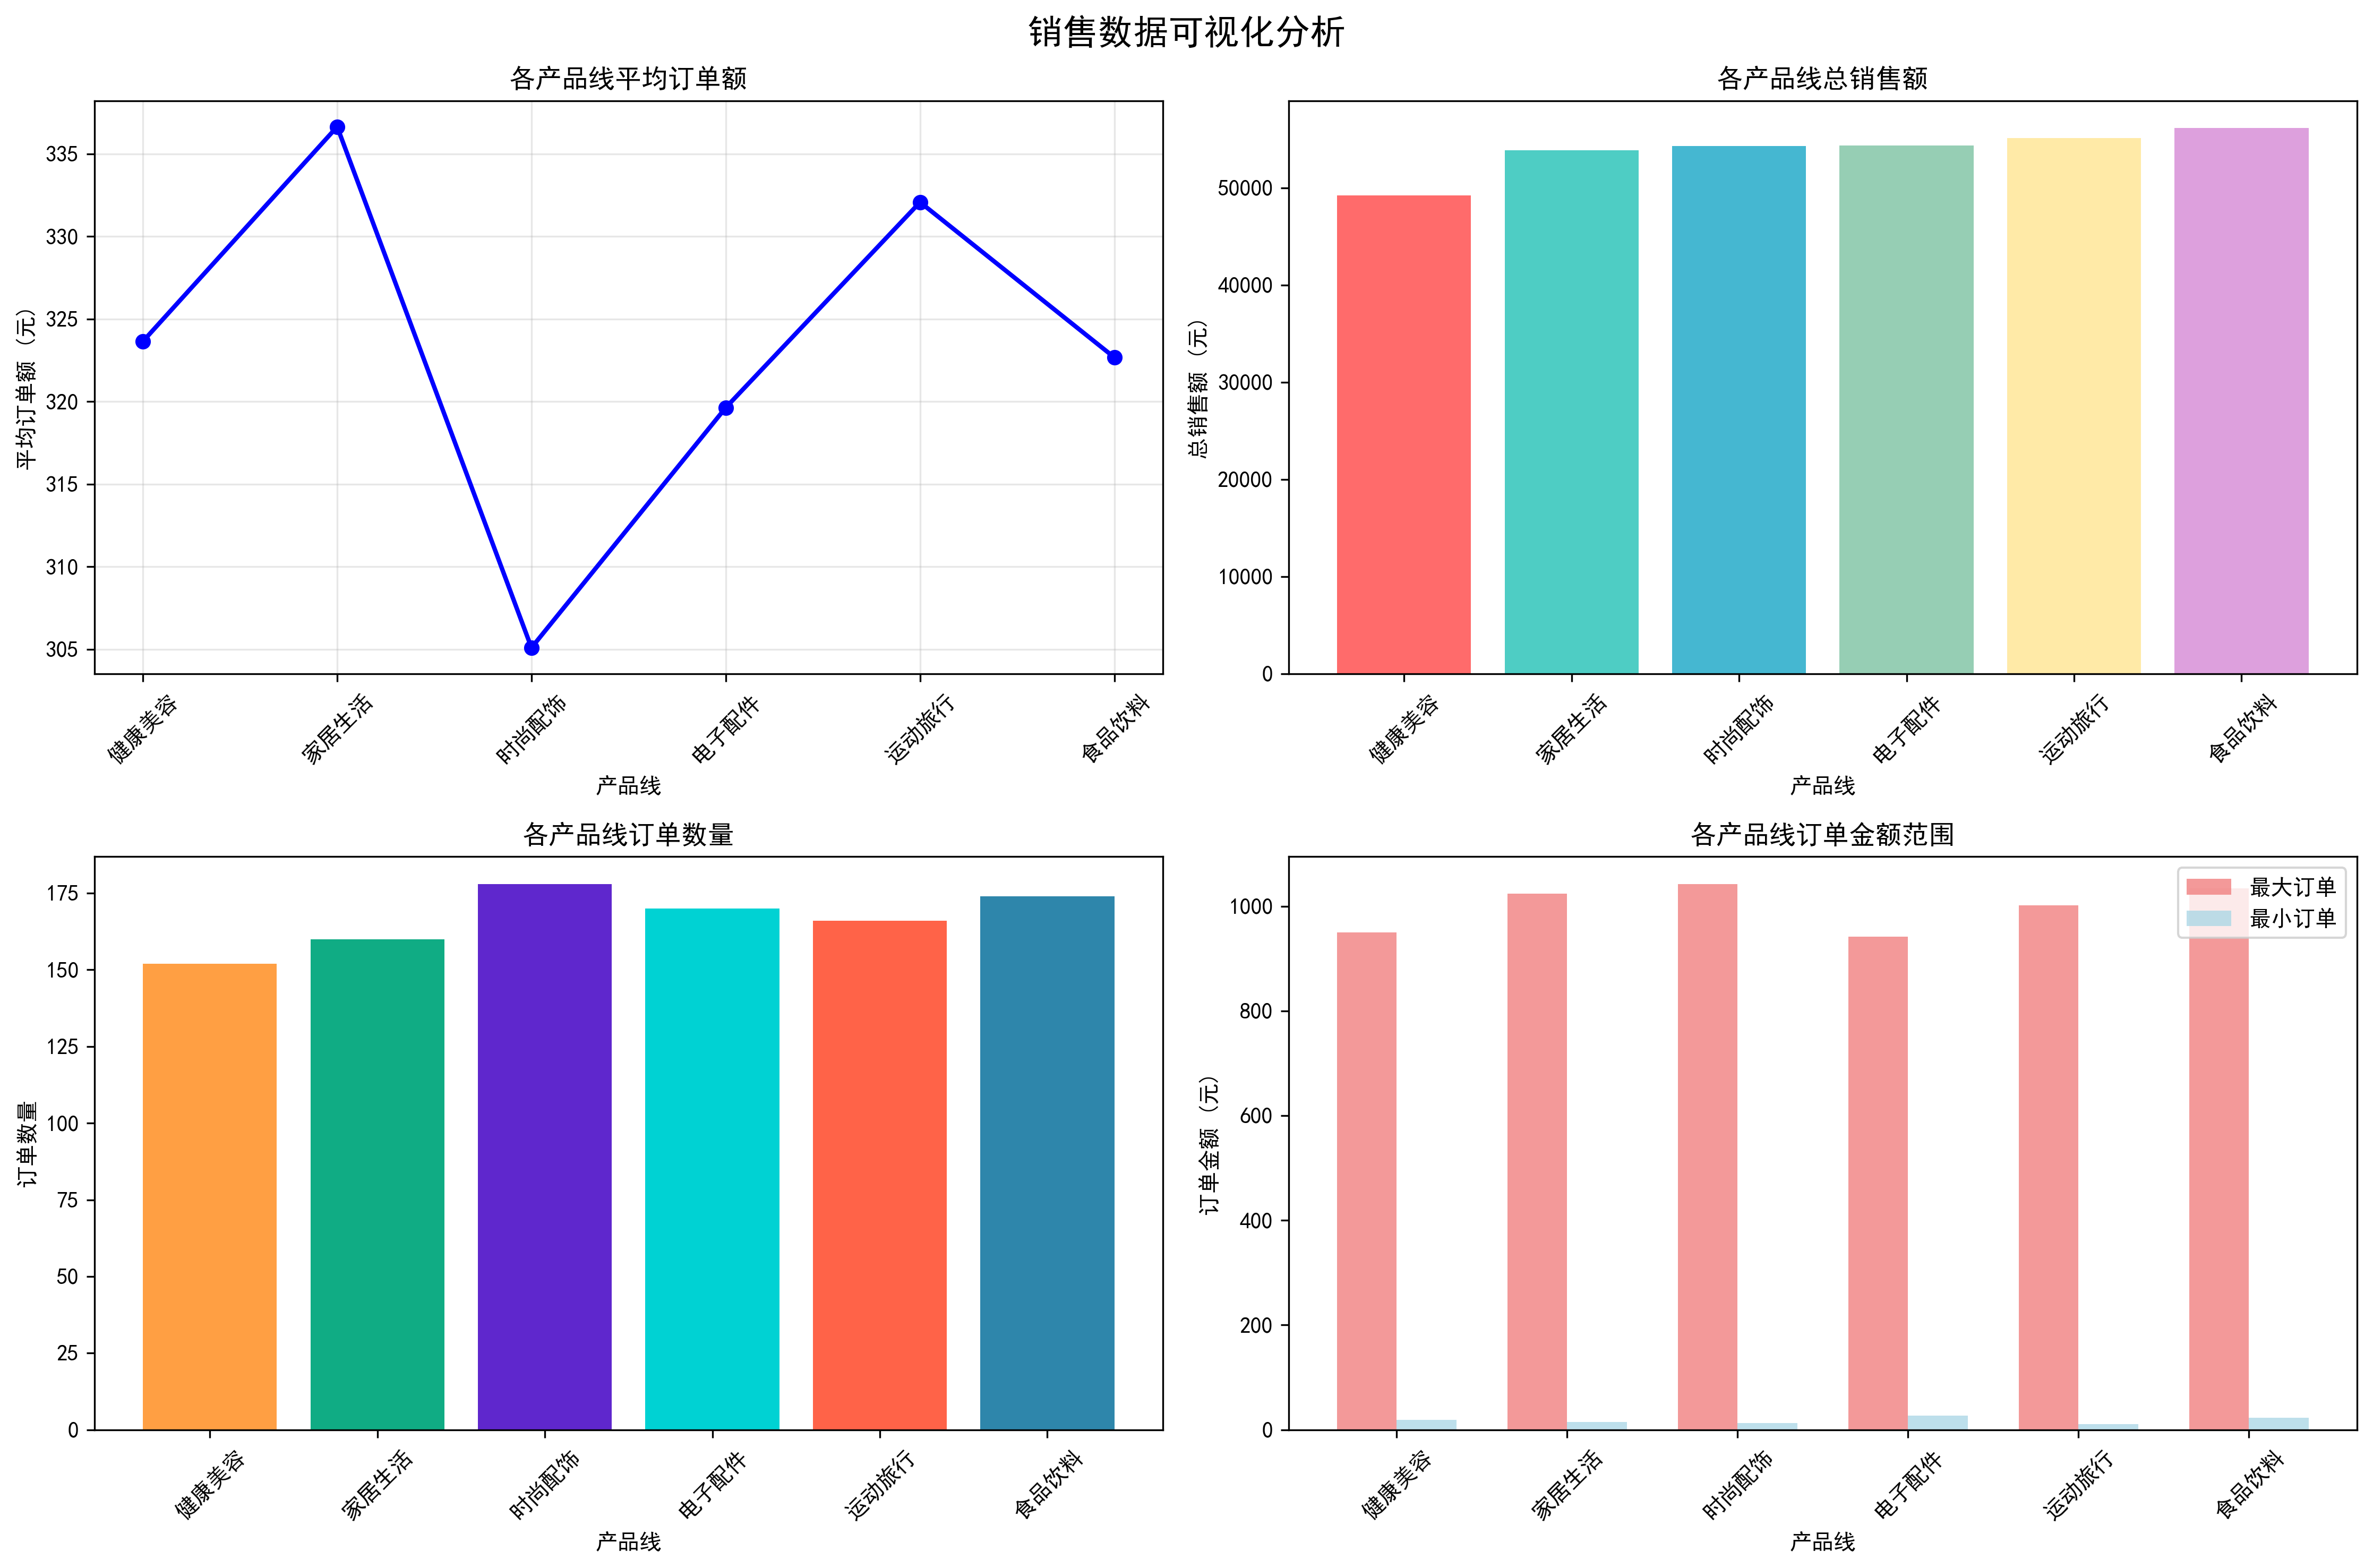 销售数据可视化分析
各产品线平均订单额
335
330
325
320
315
310
305
平均订单额（元）
健康美容
家居生活
时尚配饰
电子配件
运动旅行
食品饮料
产品线
各产品线总销售额
50000
40000
30000
20000
10000
0
总销售额（元）
健康美容
家居生活
时尚配饰
电子配件
运动旅行
食品饮料
产品线
各产品线订单数量
175
150
125
100
75
50
25
0
订单数量
健康美容
家居生活
时尚配饰
电子配件
运动旅行
食品饮料
产品线
各产品线订单金额范围
最大订单
最小订单
1000
800
600
400
200
0
订单金额（元）
健康美容
家居生活
时尚配饰
电子配件
运动旅行
食品饮料
产品线